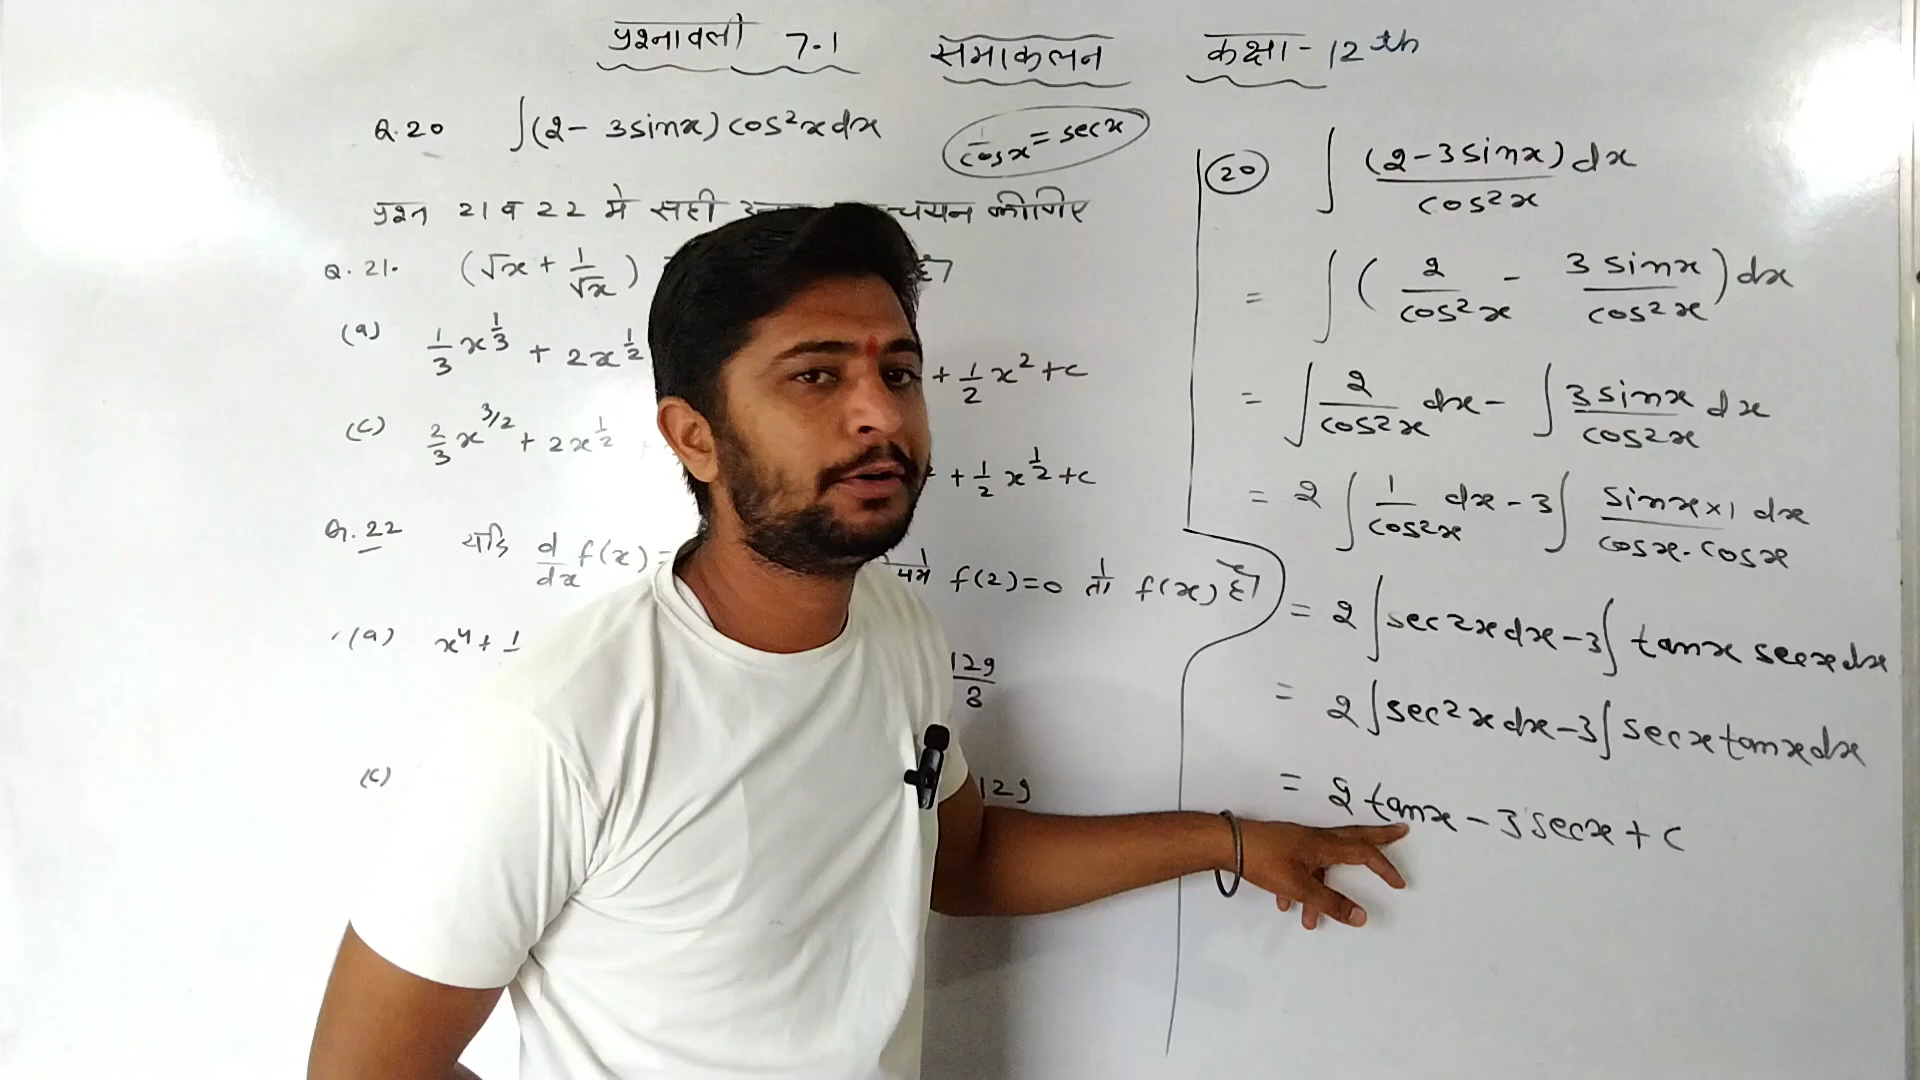 प्रश्नावली 7.1 समाकलन कक्षा - 12th
Q.20 ∫(2 - 3sinx) cos²x dx
1/cosx = secx
प्रश्न 21 व 22 मे सही चयन कीजिए
Q. 21. (√x + 1/√x)
(a) 1/3 x^1/3 + 2x^1/2
+ 1/2 x² + c
(c) 2/3 x^3/2 + 2x^1/2
+ 1/2 x^1/2 + c
Q. 22 यदि d/dx f(x) = f(2)=0 तो f(x) है
(a) x⁴ + 1
129/8
(c)
129
(20) ∫ (2-3sinx)dx / cos²x
= ∫ ( 2/cos²x - 3 sinx/cos²x ) dx
= ∫ 2/cos²x dx - ∫ 3sinx/cos²x dx
= 2 ∫ 1/cos²x dx - 3∫ sinx×1 dx / cosx.cosx
= 2 ∫sec²x dx - 3∫ tanx secx dx
= 2 ∫sec²x dx - 3∫ secx tanx dx
= 2 tanx - 3 secx + c